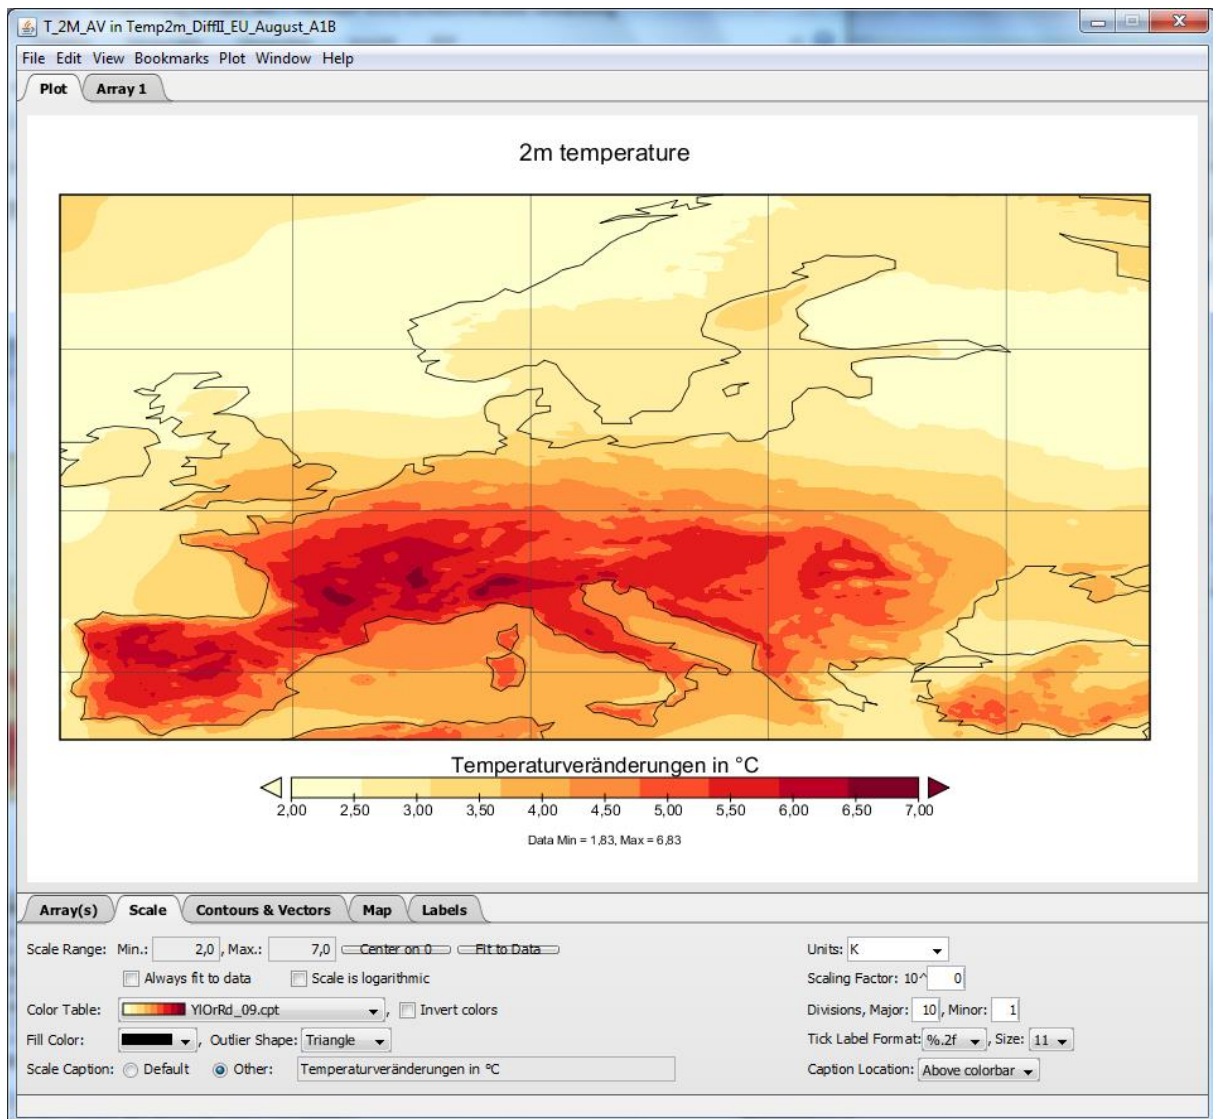 T_2M_AV in Temp2m_DiffII_EU_August_A1B
File Edit View Bookmarks Plot Window Help
Plot Array 1
2m temperature
Temperaturveränderungen in °C
2,00 2,50 3,00 3,50 4,00 4,50 5,00 5,50 6,00 6,50 7,00
Data Min = 1,83, Max = 6,83
Array(s) Scale Contours & Vectors Map Labels
Scale Range: Min.: 2,0 , Max.: 7,0 Center on 0 Fit to Data Units: K
Always fit to data Scale is logarithmic Scaling Factor: 10^ 0
Color Table: YlOrRd_09.cpt , Invert colors Divisions, Major: 10 , Minor: 1
Fill Color: , Outlier Shape: Triangle Tick Label Format: %.2f , Size: 11
Scale Caption: Default Other: Temperaturveränderungen in °C Caption Location: Above colorbar